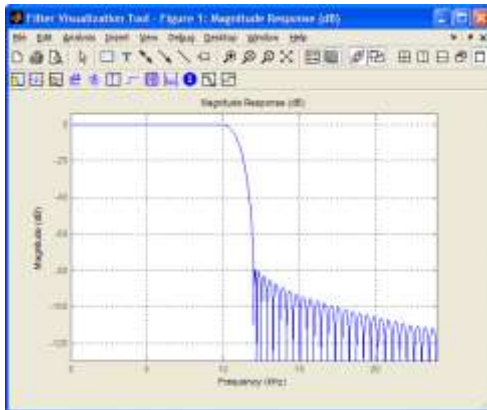 Filter Visualization Tool - Figure 1: Magnitude Response (dB)
File Edit Analysis Insert View Debug Desktop Window Help
Magnitude Response (dB)
0
-20
-40
-60
-80
-100
-120
Magnitude (dB)
0 5 10 15 20
Frequency (kHz)